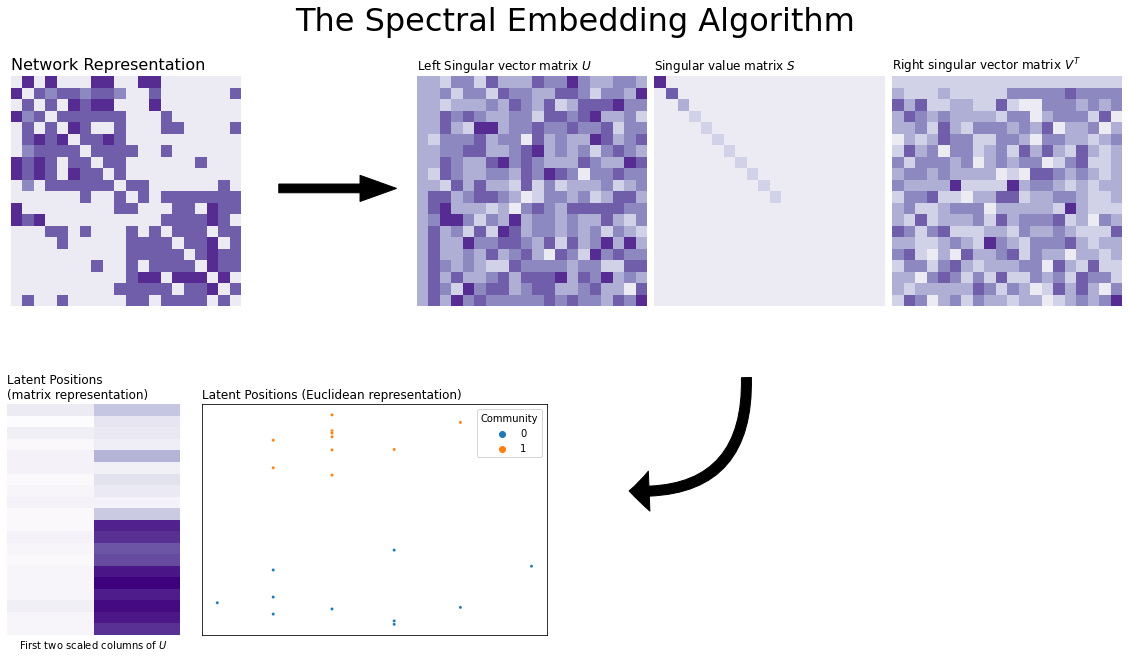 The Spectral Embedding Algorithm
Network Representation
Left Singular vector matrix U
Singular value matrix S
Right singular vector matrix V^T
Latent Positions
(matrix representation)
First two scaled columns of U
Latent Positions (Euclidean representation)
Community
0
1